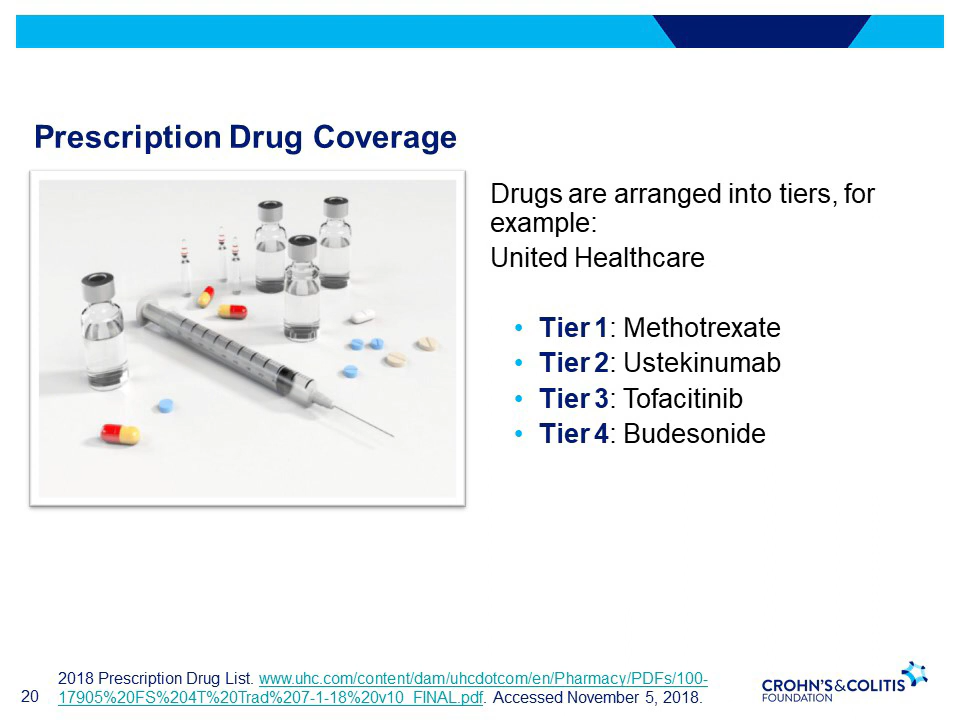 Prescription Drug Coverage
Drugs are arranged into tiers, for
example:
United Healthcare
• Tier 1: Methotrexate
• Tier 2: Ustekinumab
• Tier 3: Tofacitinib
• Tier 4: Budesonide
2018 Prescription Drug List. www.uhc.com/content/dam/uhcdotcom/en/Pharmacy/PDFs/100-
17905%20FS%204T%20Trad%207-1-18%20v10_FINAL.pdf. Accessed November 5, 2018.
20
CROHN'S&COLITIS
FOUNDATION